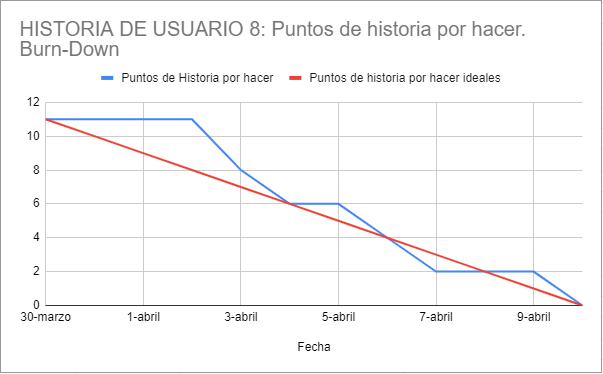 HISTORIA DE USUARIO 8: Puntos de historia por hacer.
Burn-Down
Puntos de Historia por hacer Puntos de historia por hacer ideales
12
10
8
6
4
2
0
30-marzo 1-abril 3-abril 5-abril 7-abril 9-abril
Fecha